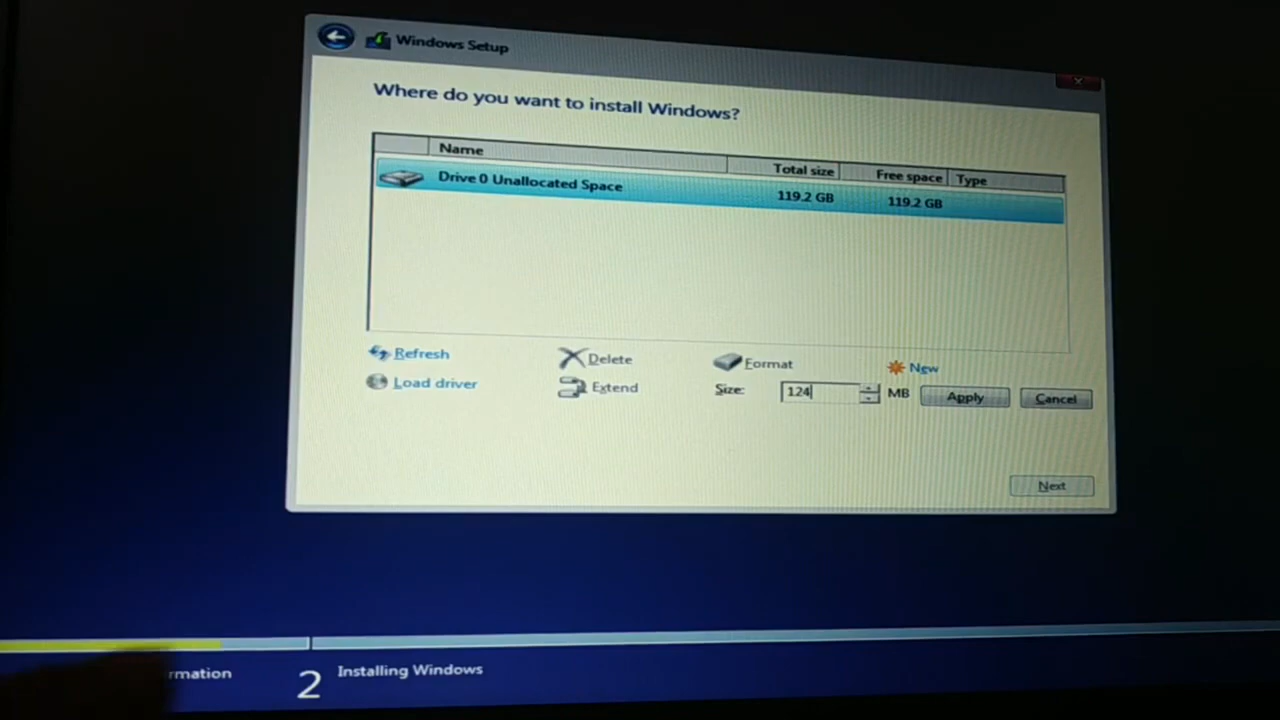 Windows Setup
Where do you want to install Windows?
Name Total size Free space Type
Drive 0 Unallocated Space 119.2 GB 119.2 GB
Refresh Delete Format New
Load driver Extend Size: 124 MB Apply Cancel
Next
rmation 2 Installing Windows